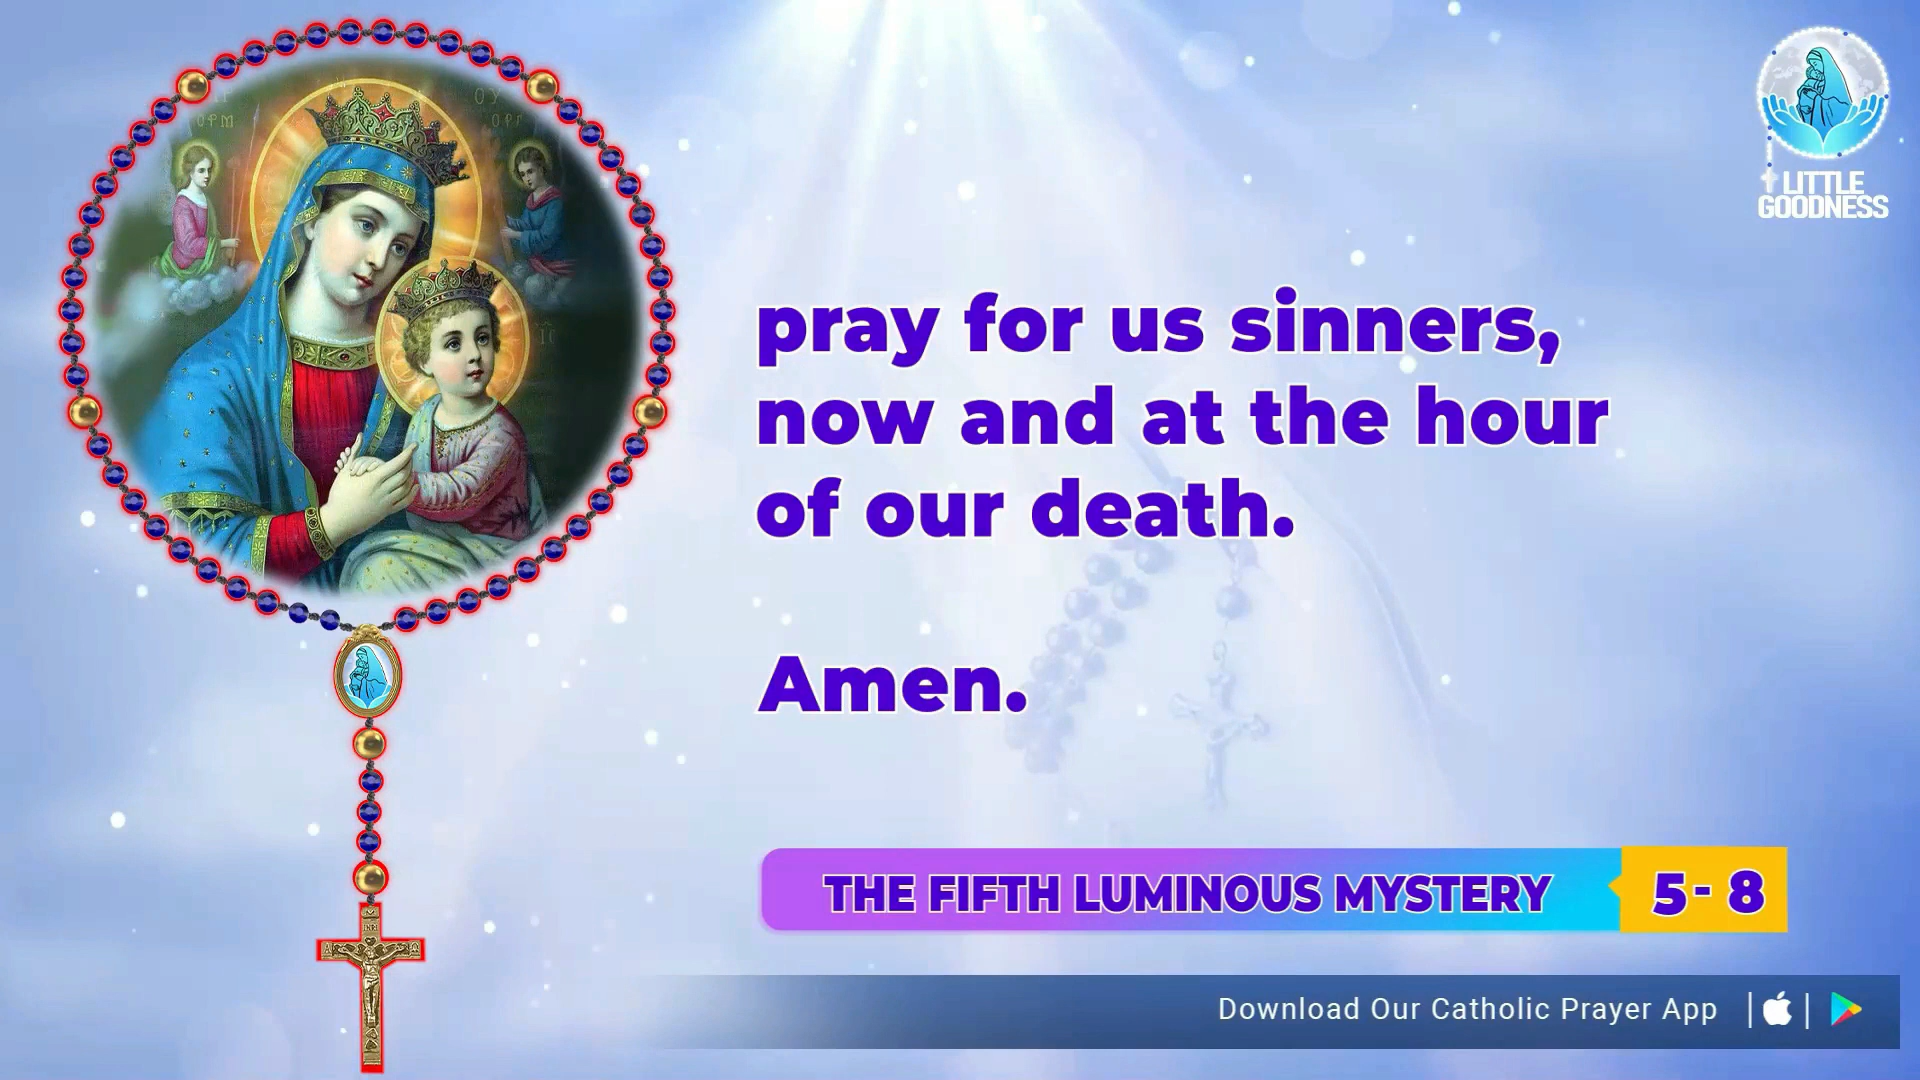 LITTLE
GOODNESS
pray for us sinners,
now and at the hour
of our death.
Amen.
THE FIFTH LUMINOUS MYSTERY 5- 8
Download Our Catholic Prayer App
INRI